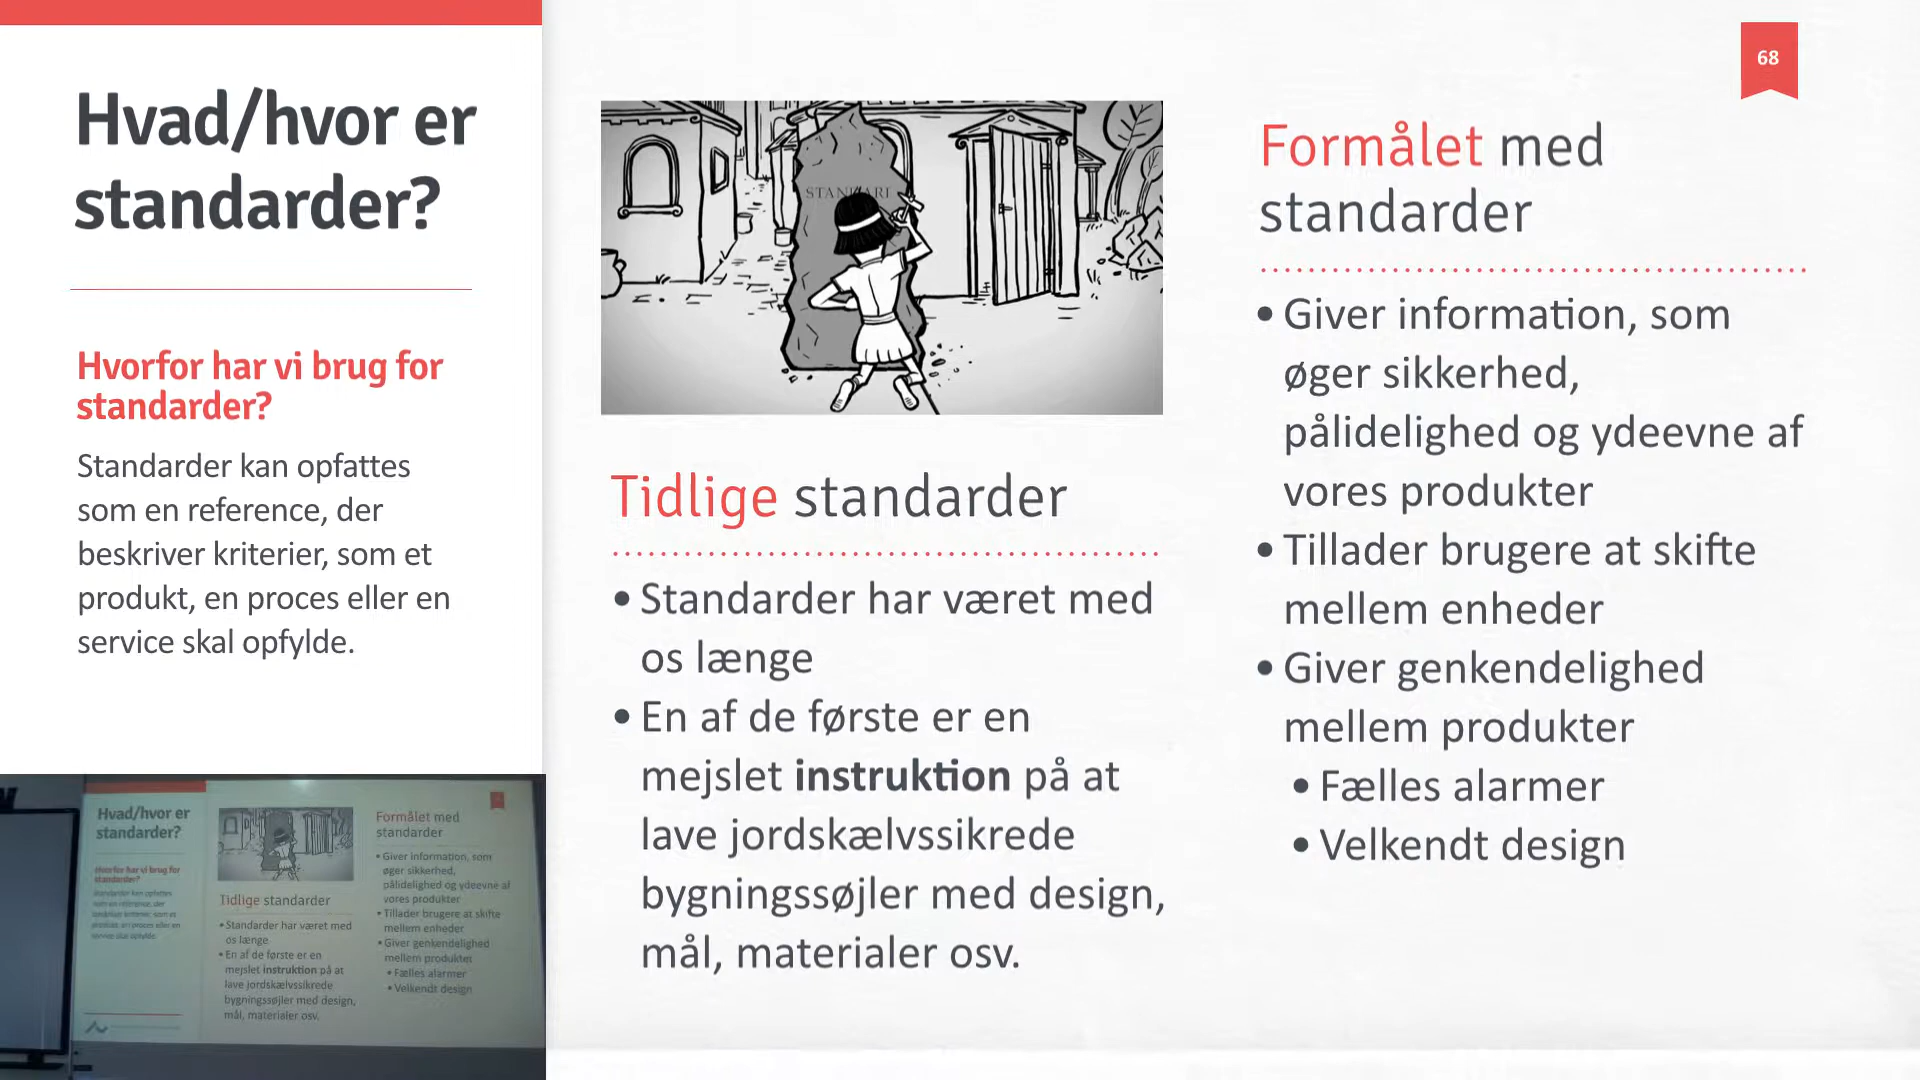 Hvad/hvor er
standarder?
Hvorfor har vi brug for
standarder?
Standarder kan opfattes
som en reference, der
beskriver kriterier, som et
produkt, en proces eller en
service skal opfylde.
STANDARD
Tidlige standarder
• Standarder har været med
os længe
• En af de første er en
mejslet instruktion på at
lave jordskælvssikrede
bygningssøjler med design,
mål, materialer osv.
68
Formålet med
standarder
• Giver information, som
øger sikkerhed,
pålidelighed og ydeevne af
vores produkter
• Tillader brugere at skifte
mellem enheder
• Giver genkendelighed
mellem produkter
• Fælles alarmer
• Velkendt design
Hvad/hvor er
standarder?
Hvorfor har vi brug for
standarder?
Standarder kan opfattes
som en reference, der
beskriver kriterier, som et
produkt, en proces eller en
service skal opfylde.
Tidlige standarder
• Standarder har været med
os længe
• En af de første er en
mejslet instruktion på at
lave jordskælvssikrede
bygningssøjler med design,
mål, materialer osv.
Formålet med
standarder
• Giver information, som
øger sikkerhed,
pålidelighed og ydeevne af
vores produkter
• Tillader brugere at skifte
mellem enheder
• Giver genkendelighed
mellem produkter
• Fælles alarmer
• Velkendt design